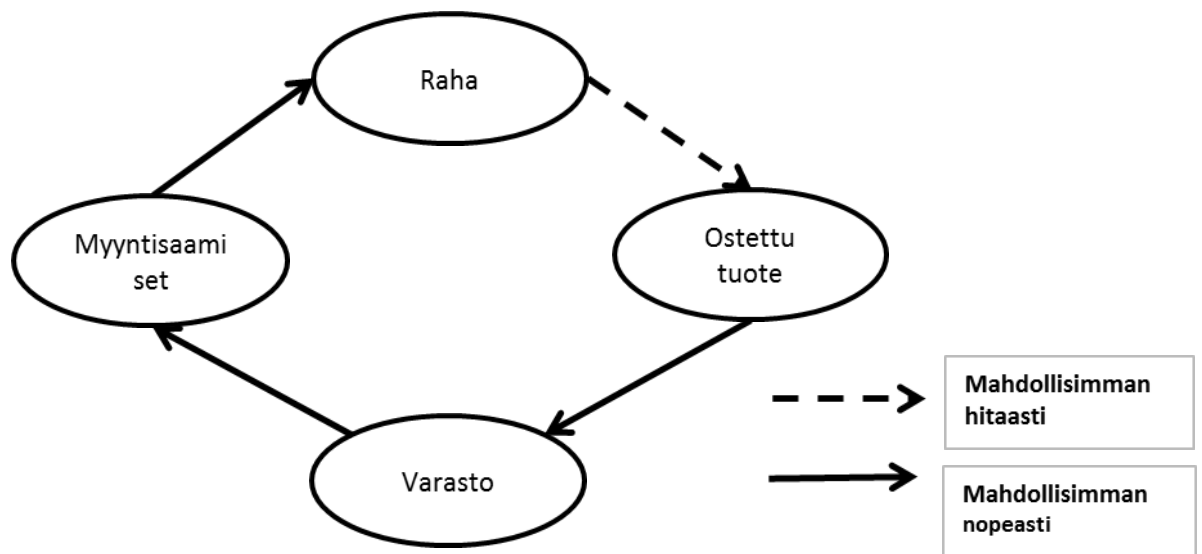 Raha
Myyntisaami
set
Ostettu
tuote
Varasto
Mahdollisimman
hitaasti
Mahdollisimman
nopeasti